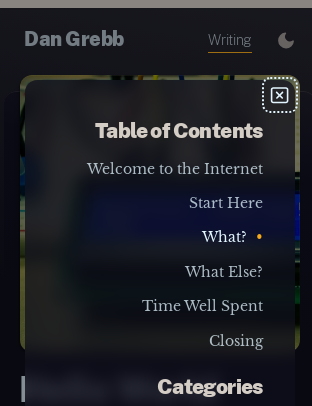 Dan Grebb
Writing
Table of Contents
Welcome to the Internet
Start Here
What?
What Else?
Time Well Spent
Closing
Categories